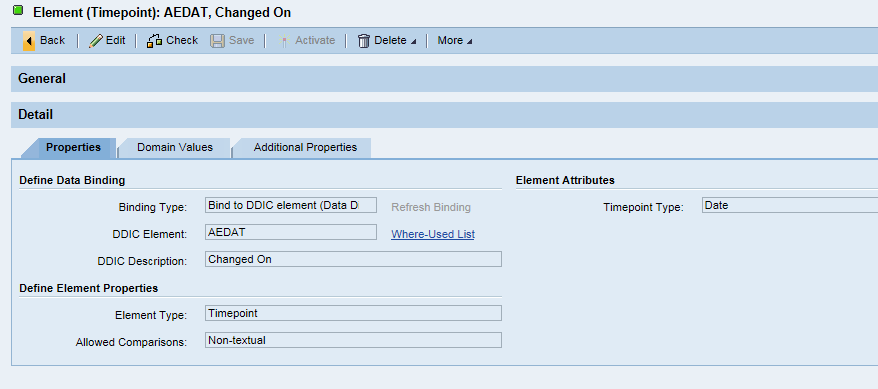 Element (Timepoint): AEDAT, Changed On
Back Edit Check Save Activate Delete More
General
Detail
Properties Domain Values Additional Properties
Define Data Binding Element Attributes
Binding Type: Bind to DDIC element (Data D Refresh Binding Timepoint Type: Date
DDIC Element: AEDAT Where-Used List
DDIC Description: Changed On
Define Element Properties
Element Type: Timepoint
Allowed Comparisons: Non-textual